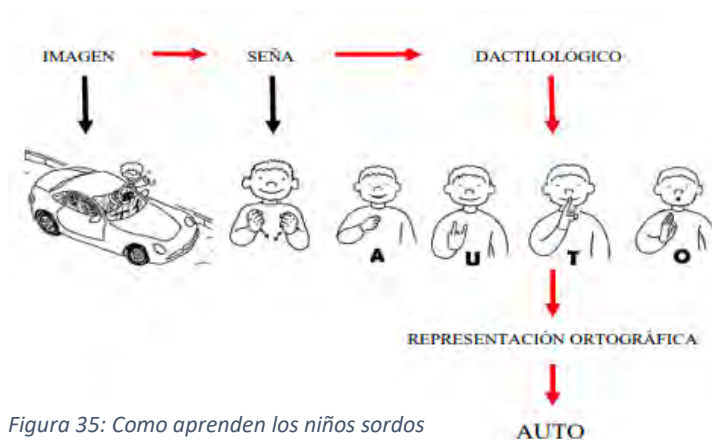 IMAGEN SEÑA DACTILOLÓGICO
A U T O
REPRESENTACIÓN ORTOGRÁFICA
Figura 35: Como aprenden los niños sordos
AUTO